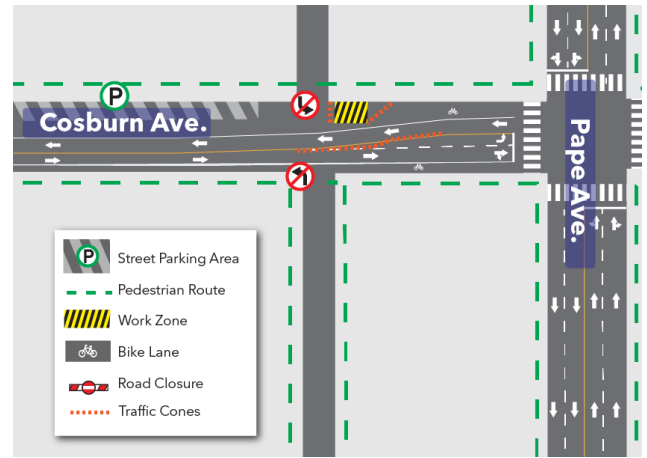 P
Cosburn Ave.
Pape Ave.
P
Street Parking Area
Pedestrian Route
Work Zone
Bike Lane
Road Closure
Traffic Cones